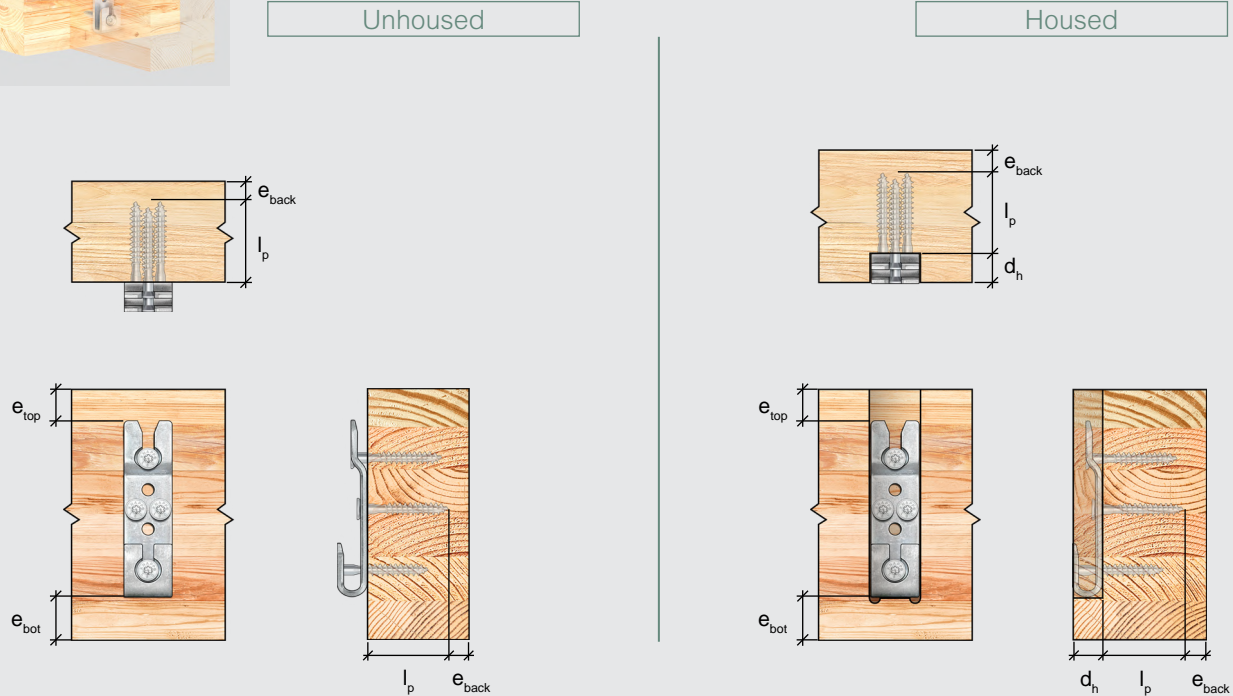 Unhoused
e_back
l_p
e_top
e_bot
l_p e_back
Housed
e_back
l_p
d_h
e_top
e_bot
d_h l_p e_back